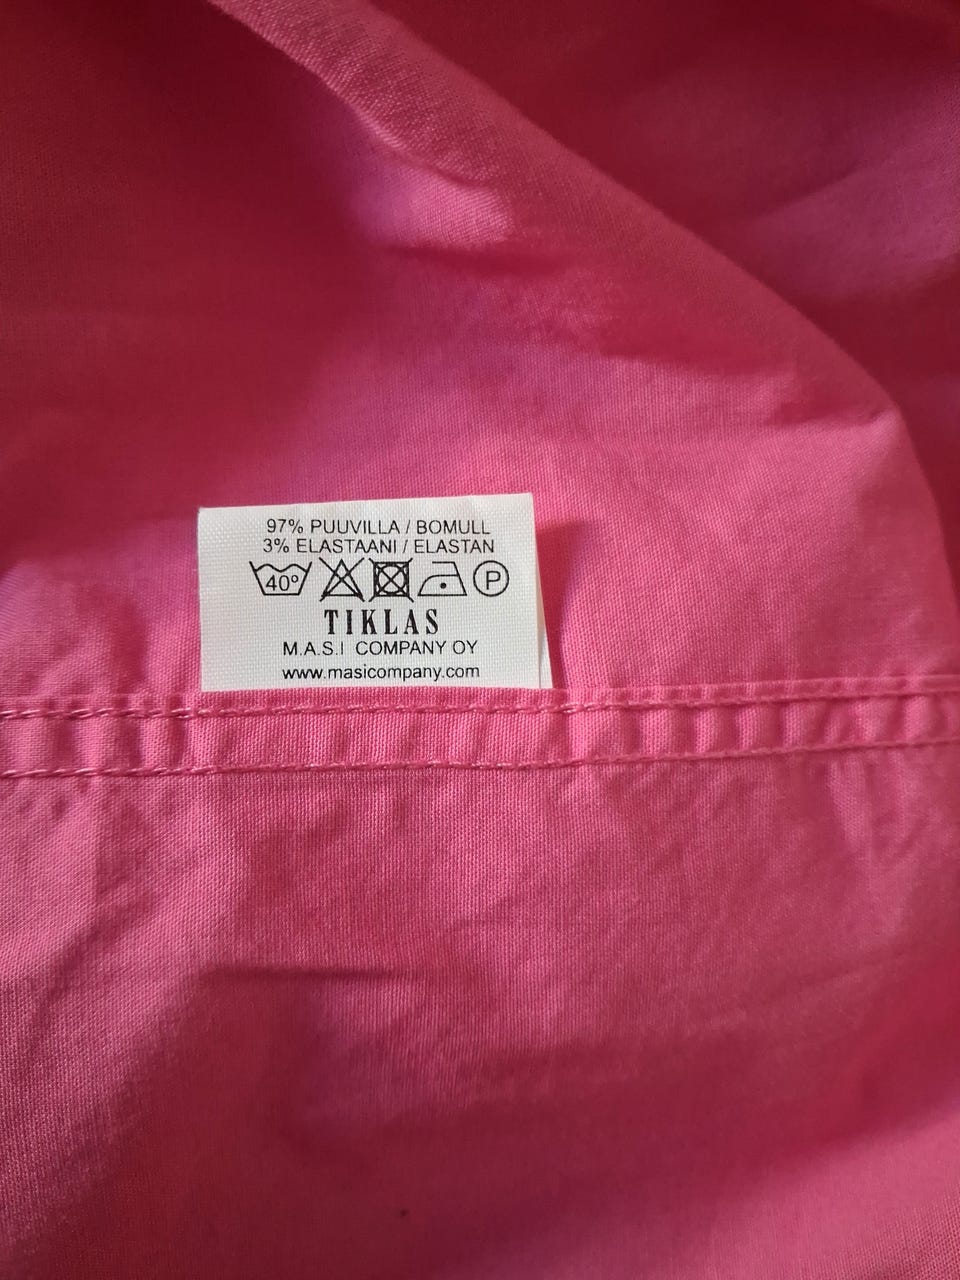 97% PUUVILLA / BOMULL
3% ELASTAANI / ELASTAN
40° P
TIKLAS
M.A.S.I COMPANY OY
www.masicompany.com